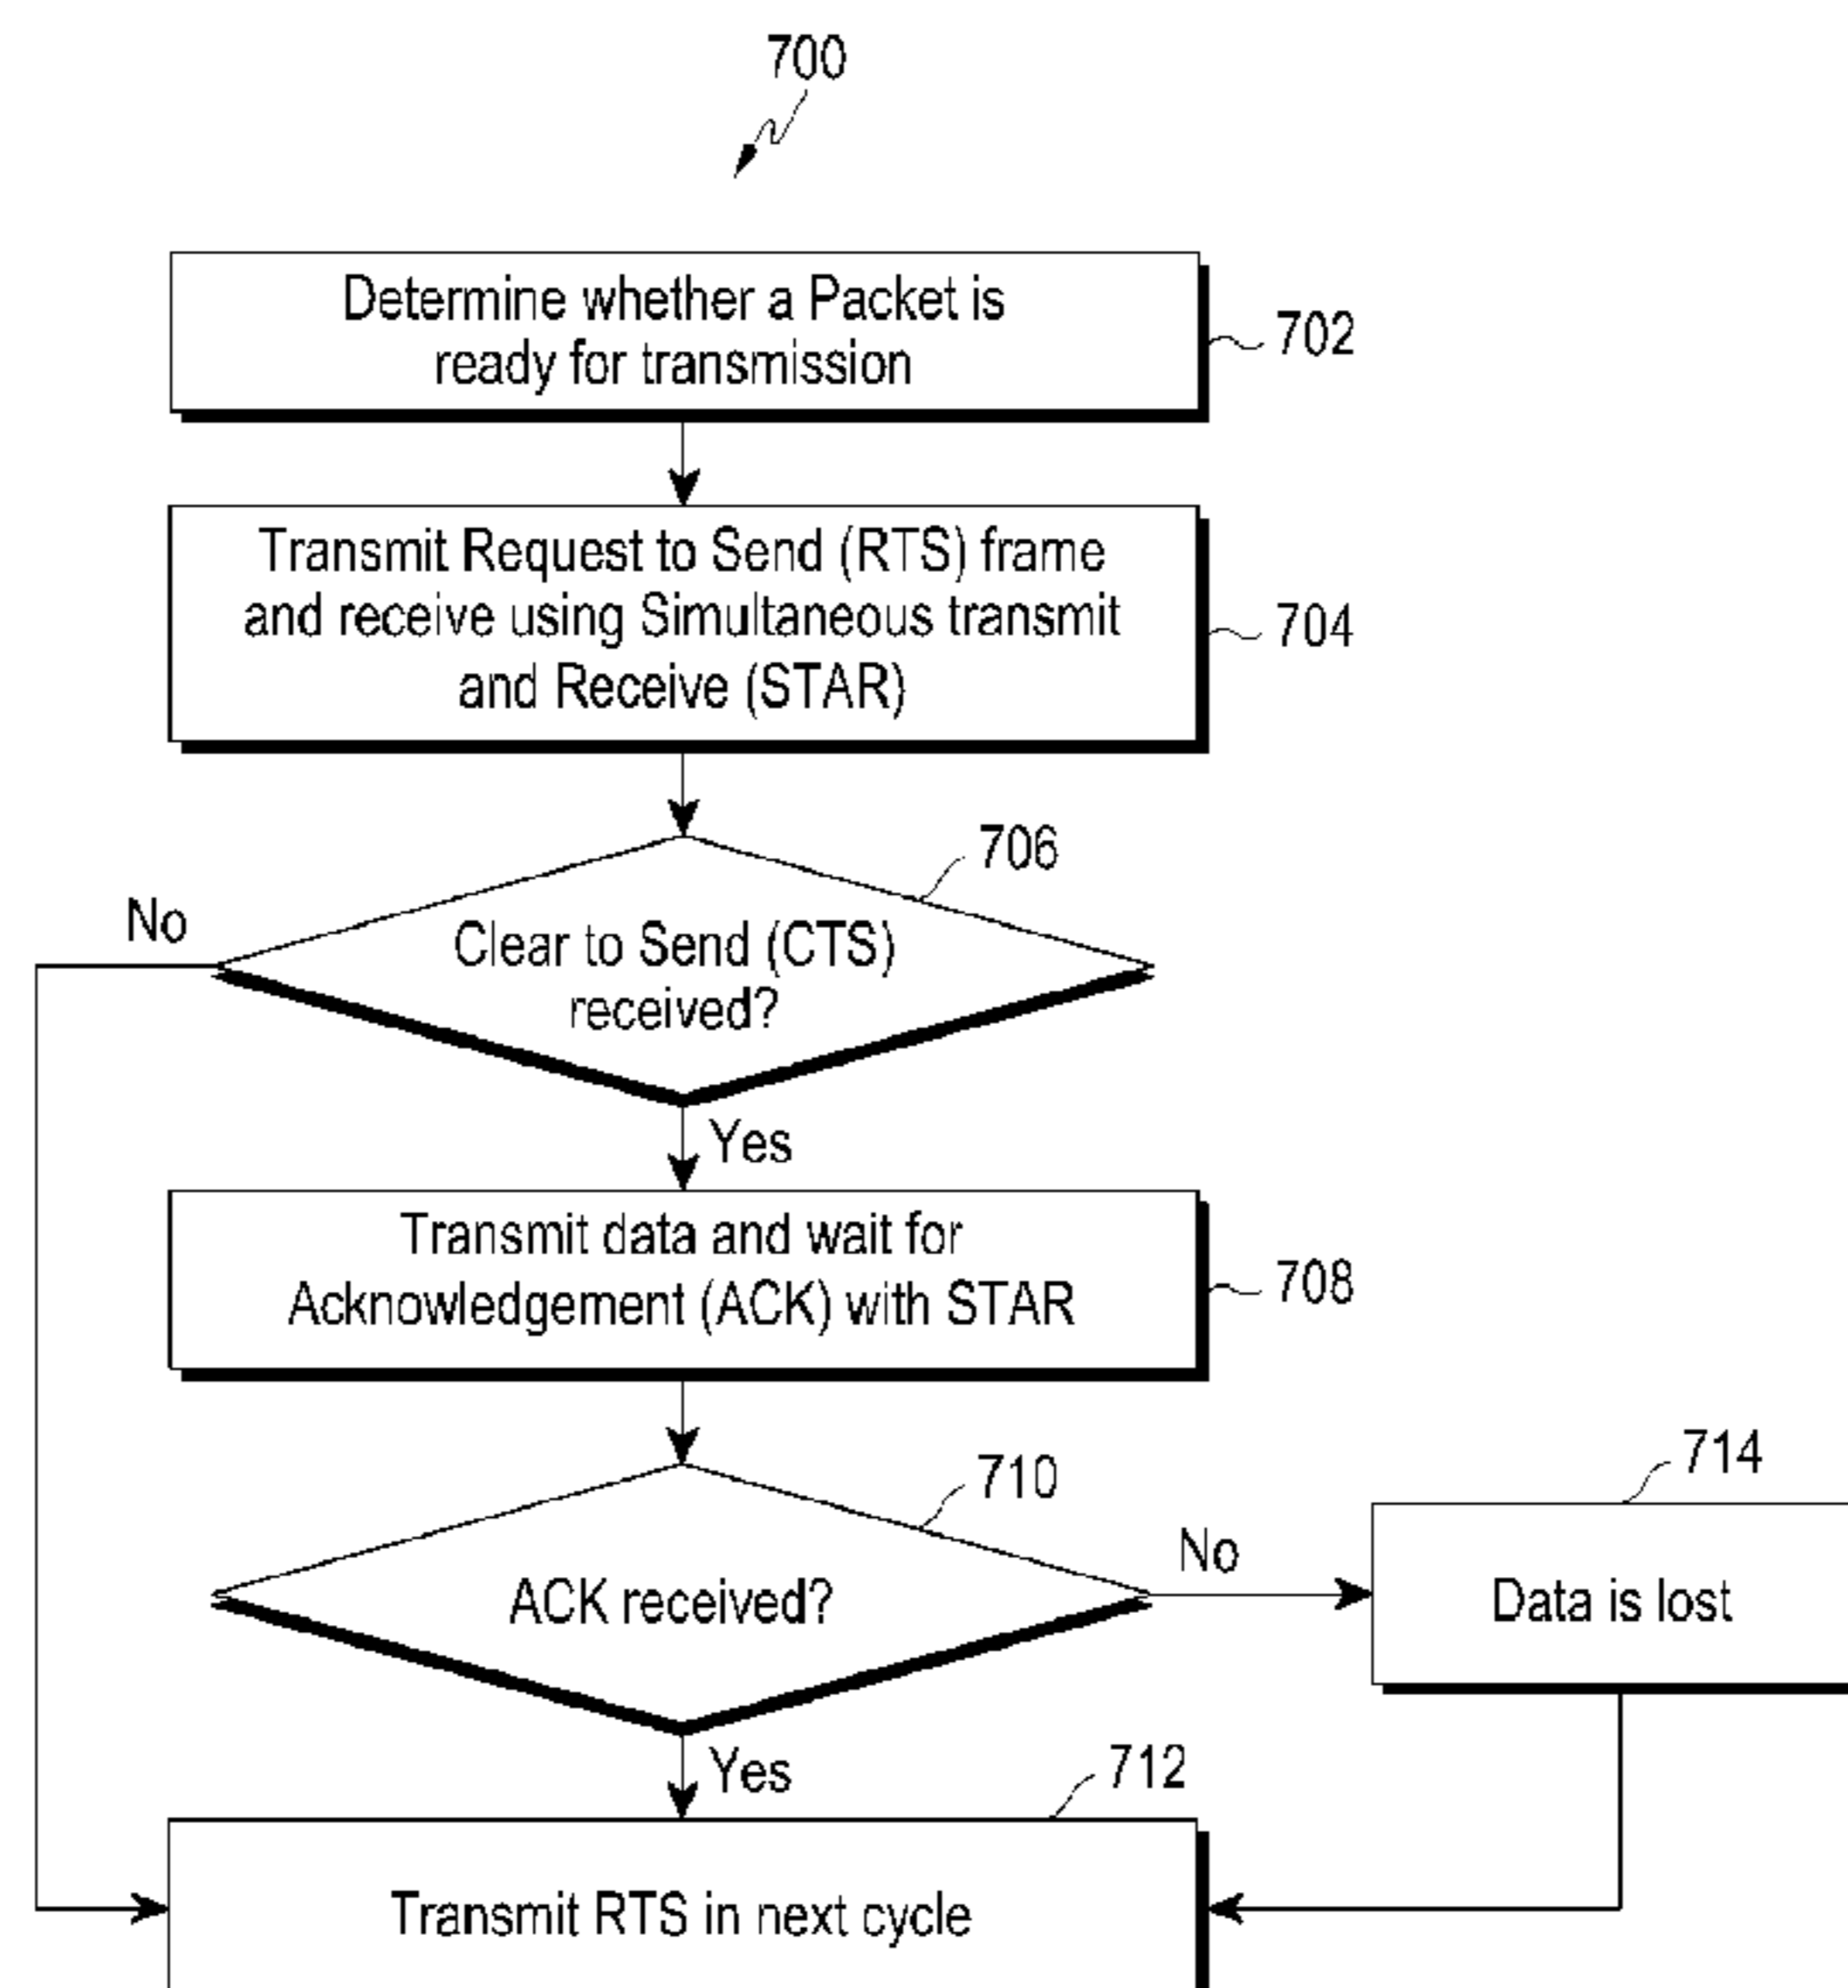 700
Determine whether a Packet is
ready for transmission
702
Transmit Request to Send (RTS) frame
and receive using Simultaneous transmit
and Receive (STAR)
704
706
No
Clear to Send (CTS)
received?
Yes
Transmit data and wait for
Acknowledgement (ACK) with STAR
708
710
714
No
ACK received?
Data is lost
Yes
712
Transmit RTS in next cycle